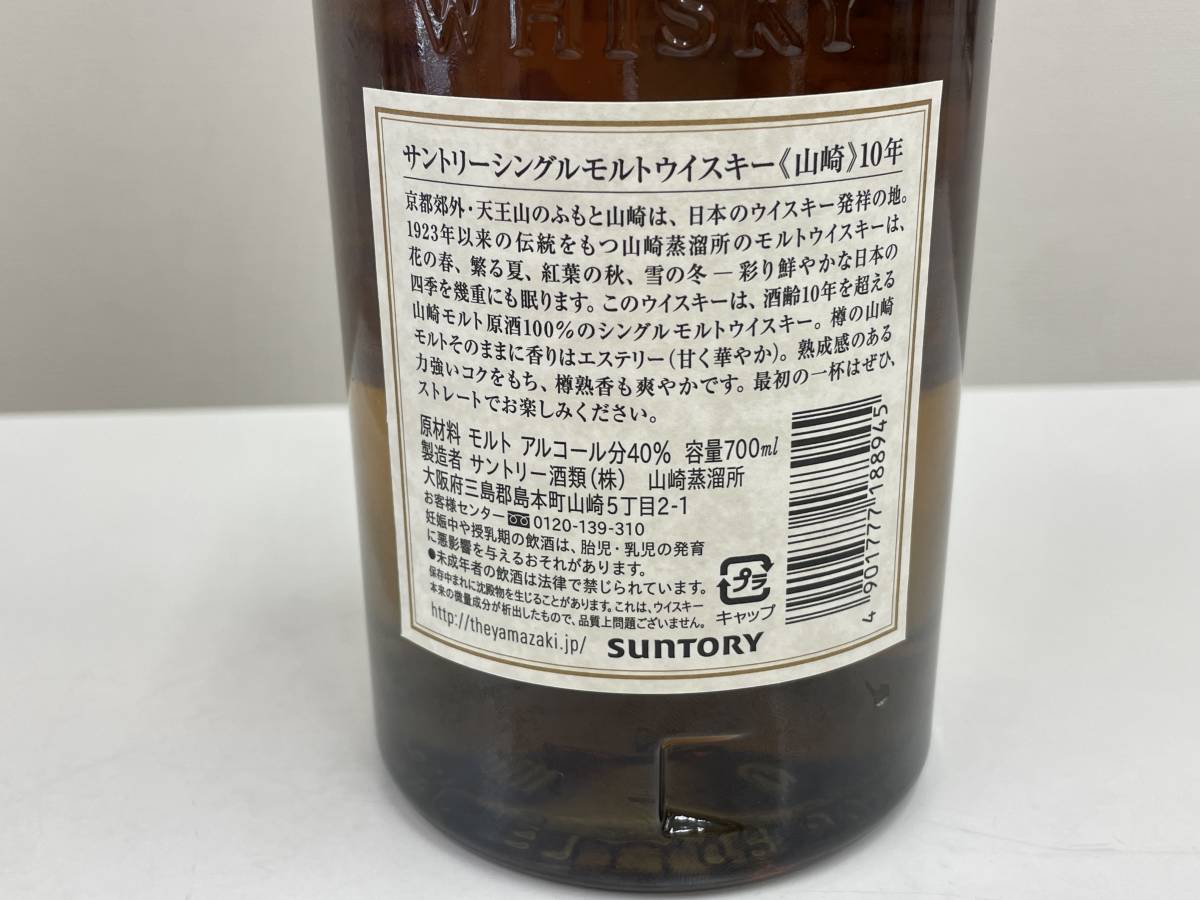 WHISKY
サントリーシングルモルトウイスキー《山崎》10年
京都郊外・天王山のふもと山崎は、日本のウイスキー発祥の地。
1923年以来の伝統をもつ山崎蒸溜所のモルトウイスキーは、
花の春、繁る夏、紅葉の秋、雪の冬 ― 彩り鮮やかな日本の
四季を幾重にも眠ります。このウイスキーは、酒齢10年を超える
山崎モルト原酒100%のシングルモルトウイスキー。樽の山崎
モルトそのままに香りはエステリー(甘く華やか)。熟成感のある
力強いコクをもち、樽熟香も爽やかです。最初の一杯はぜひ、
ストレートでお楽しみください。
原材料 モルト アルコール分40% 容量700ml
製造者 サントリー酒類(株) 山崎蒸溜所
大阪府三島郡島本町山崎5丁目2-1
お客様センター 0120-139-310
妊娠中や授乳期の飲酒は、胎児・乳児の発育
に悪影響を与えるおそれがあります。
●未成年者の飲酒は法律で禁じられています。
保存中まれに沈殿物を生じることがあります。これは、ウイスキー
本来の微量成分が析出したもので、品質上問題ございません。
http://theyamazaki.jp/ SUNTORY
プラ
キャップ
4 901777 188945